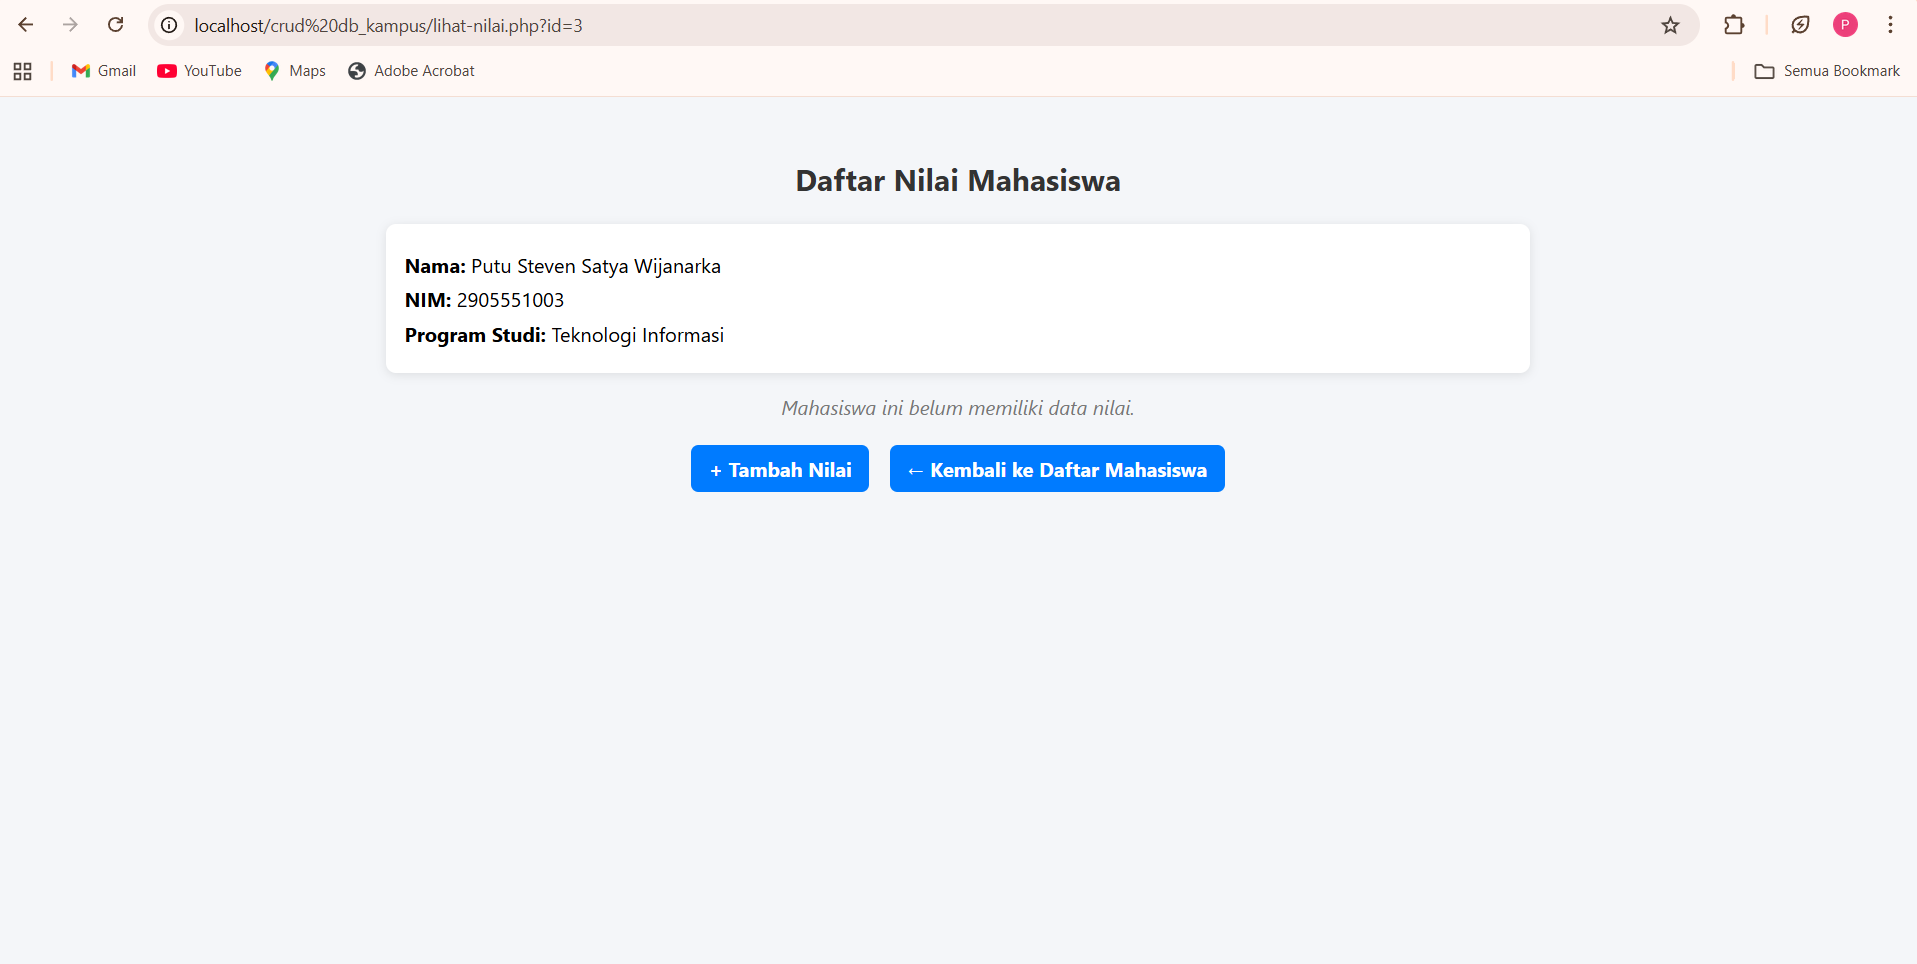 localhost/crud%20db_kampus/lihat-nilai.php?id=3
P
Gmail YouTube Maps Adobe Acrobat Semua Bookmark
Daftar Nilai Mahasiswa
Nama: Putu Steven Satya Wijanarka
NIM: 2905551003
Program Studi: Teknologi Informasi
Mahasiswa ini belum memiliki data nilai.
+ Tambah Nilai ← Kembali ke Daftar Mahasiswa